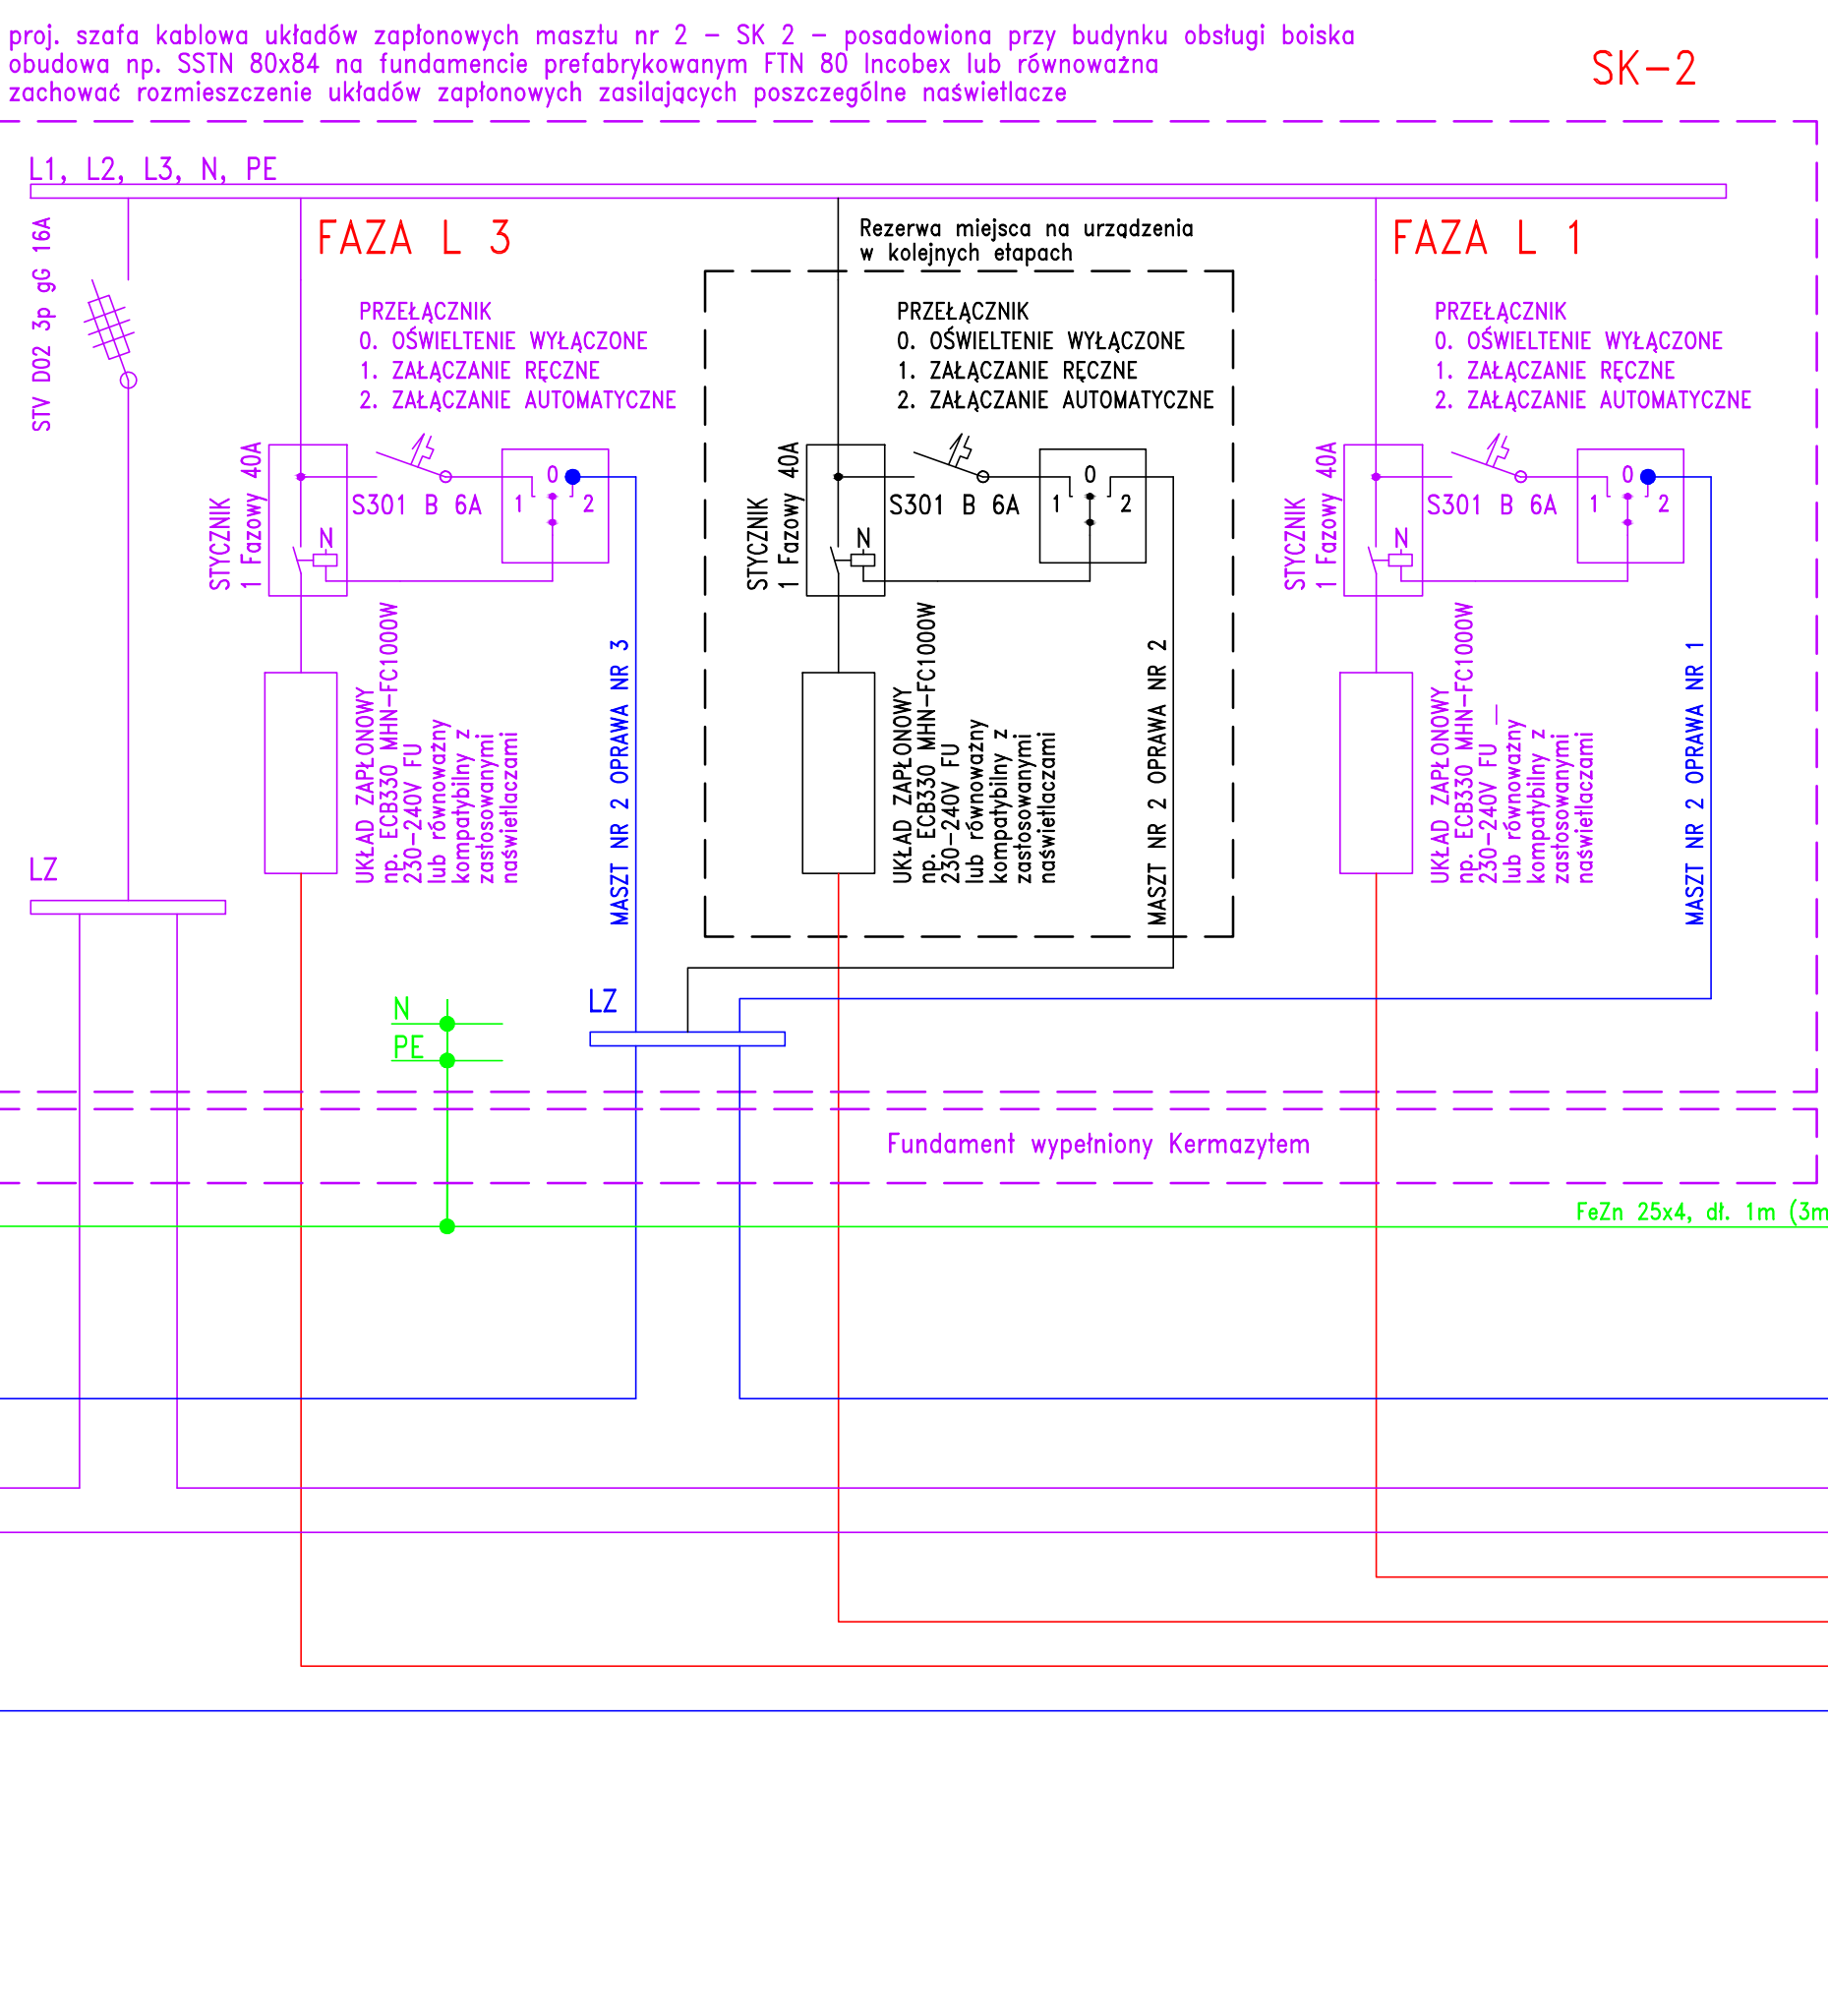 proj. szafa kablowa układów zapłonowych masztu nr 2 – SK 2 – posadowiona przy budynku obsługi boiska
obudowa np. SSTN 80x84 na fundamencie prefabrykowanym FTN 80 Incobex lub równoważna
zachować rozmieszczenie układów zapłonowych zasilających poszczególne naświetlacze
SK–2
L1, L2, L3, N, PE
STV D02 3p gG 16A
FAZA L 3
PRZEŁĄCZNIK
0. OŚWIELTENIE WYŁĄCZONE
1. ZAŁĄCZANIE RĘCZNE
2. ZAŁĄCZANIE AUTOMATYCZNE
STYCZNIK
1 Fazowy 40A
S301 B 6A
0
1
2
N
UKŁAD ZAPŁONOWY
np. ECB330 MHN–FC1000W
230–240V FU
lub równoważny
kompatybilny z
zastosowanymi
naświetlaczami
MASZT NR 2 OPRAWA NR 3
Rezerwa miejsca na urządzenia
w kolejnych etapach
PRZEŁĄCZNIK
0. OŚWIELTENIE WYŁĄCZONE
1. ZAŁĄCZANIE RĘCZNE
2. ZAŁĄCZANIE AUTOMATYCZNE
STYCZNIK
1 Fazowy 40A
S301 B 6A
0
1
2
N
UKŁAD ZAPŁONOWY
np. ECB330 MHN–FC1000W
230–240V FU
lub równoważny
kompatybilny z
zastosowanymi
naświetlaczami
MASZT NR 2 OPRAWA NR 2
FAZA L 1
PRZEŁĄCZNIK
0. OŚWIELTENIE WYŁĄCZONE
1. ZAŁĄCZANIE RĘCZNE
2. ZAŁĄCZANIE AUTOMATYCZNE
STYCZNIK
1 Fazowy 40A
S301 B 6A
0
1
2
N
UKŁAD ZAPŁONOWY
np. ECB330 MHN–FC1000W
230–240V FU —
lub równoważny
kompatybilny z
zastosowanymi
naświetlaczami
MASZT NR 2 OPRAWA NR 1
LZ
N
PE
LZ
Fundament wypełniony Kermazytem
FeZn 25x4, dł. 1m (3m